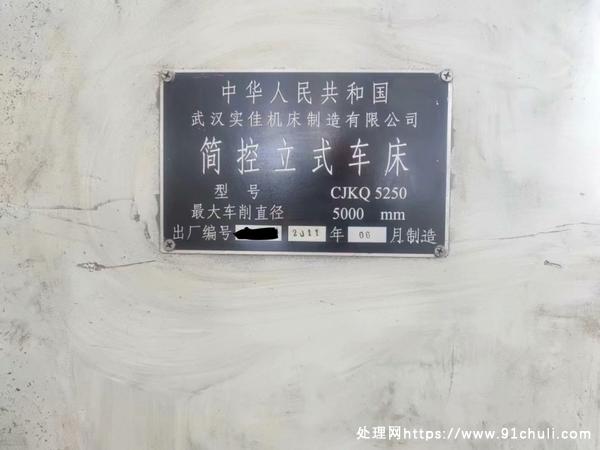 中华人民共和国
武汉实佳机床制造有限公司
简控立式车床
型 号 CJKQ 5250
最大车削直径 5000 mm
出厂编号 2011 年 06 月制造
处理网https://www.91chuli.com/